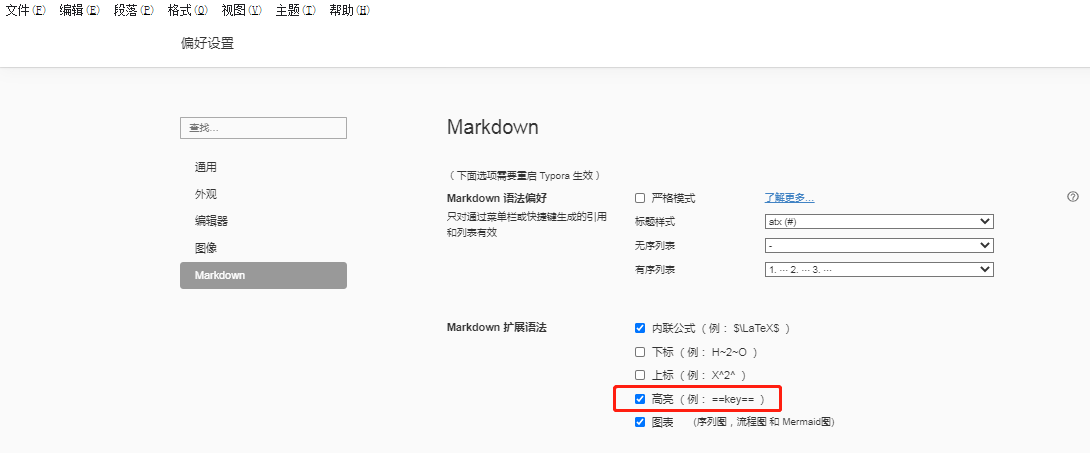 文件(F) 编辑(E) 段落(P) 格式(O) 视图(V) 主题(T) 帮助(H)
偏好设置
查找...
通用
外观
编辑器
图像
Markdown
Markdown
（下面选项需要重启 Typora 生效）
Markdown 语法偏好
只对通过菜单栏或快捷键生成的引用
和列表有效
严格模式 了解更多...
标题样式 atx (#)
无序列表 -
有序列表 1. ··· 2. ··· 3. ···
Markdown 扩展语法
内联公式（例： $\LaTeX$ ）
下标（例： H~2~O ）
上标（例： X^2^ ）
高亮（例： ==key== ）
图表 (序列图，流程图 和 Mermaid图)